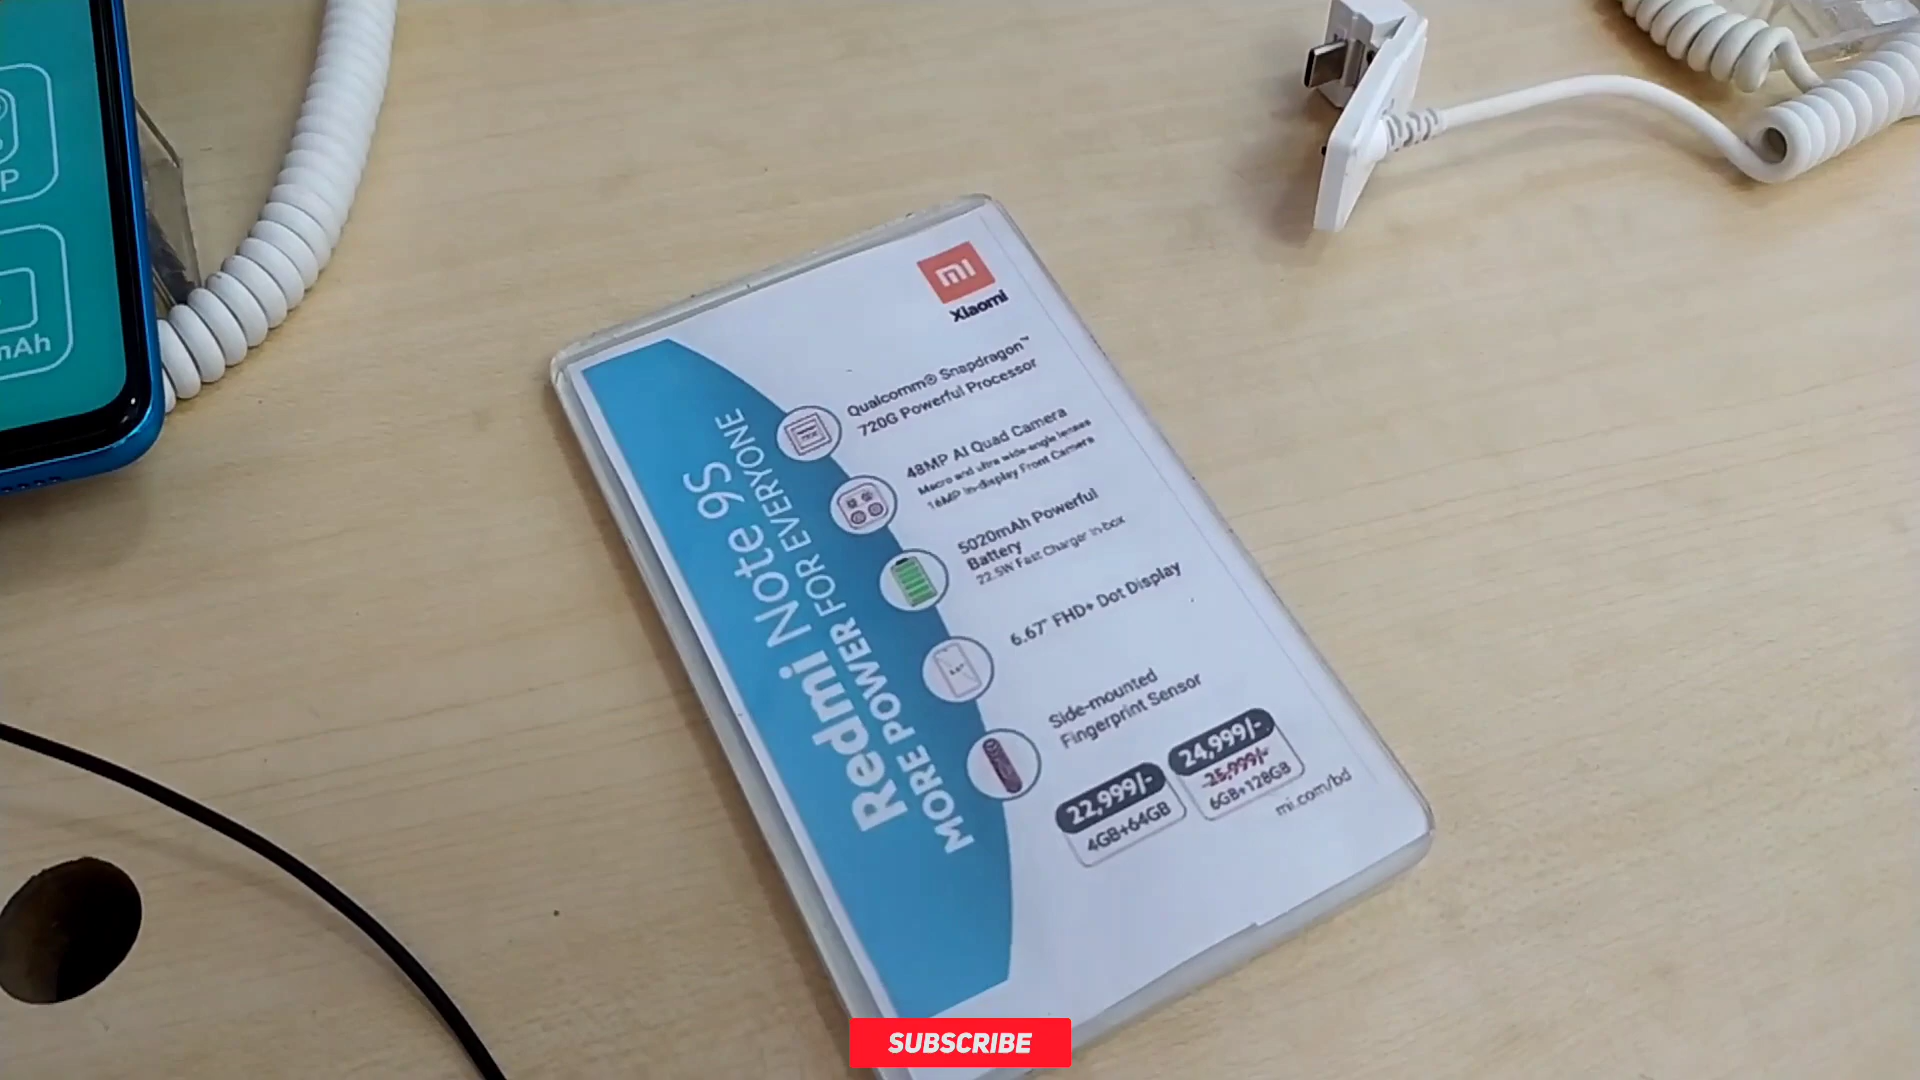 P
mAh
mi
Xiaomi
Redmi Note 9S
MORE POWER FOR EVERYONE
Qualcomm® Snapdragon™
720G Powerful Processor
48MP AI Quad Camera
Macro and ultra wide-angle lenses
16MP In-display Front Camera
5020mAh Powerful
Battery
22.5W Fast Charger in-box
6.67" FHD+ Dot Display
Side-mounted
Fingerprint Sensor
22,999/-
4GB+64GB
24,999/-
25,999/-
6GB+128GB
mi.com/bd
SUBSCRIBE